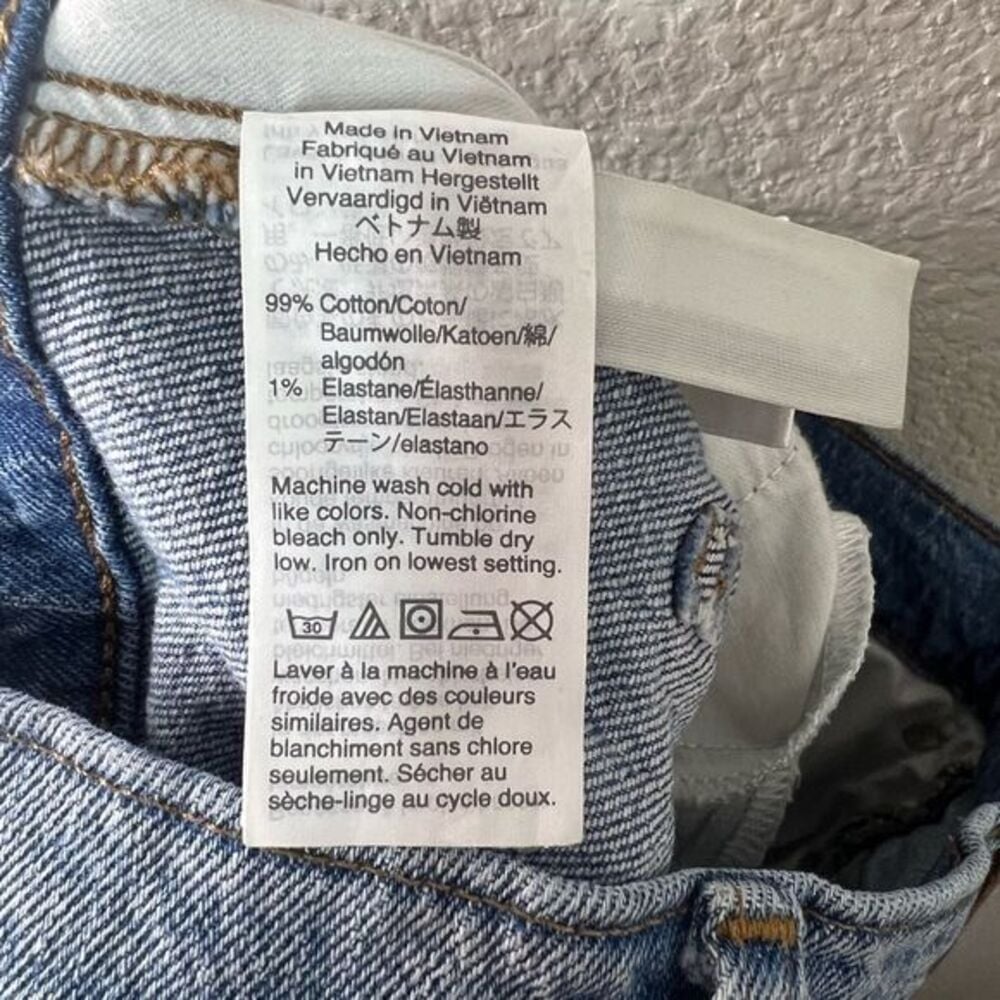 Made in Vietnam
Fabriqué au Vietnam
in Vietnam Hergestellt
Vervaardigd in Viëtnam
ベトナム製
Hecho en Vietnam
99% Cotton/Coton/
Baumwolle/Katoen/綿/
algodón
1% Elastane/Élasthanne/
Elastan/Elastaan/エラス
テーン/elastano
Machine wash cold with
like colors. Non-chlorine
bleach only. Tumble dry
low. Iron on lowest setting.
30
Laver à la machine à l'eau
froide avec des couleurs
similaires. Agent de
blanchiment sans chlore
seulement. Sécher au
sèche-linge au cycle doux.